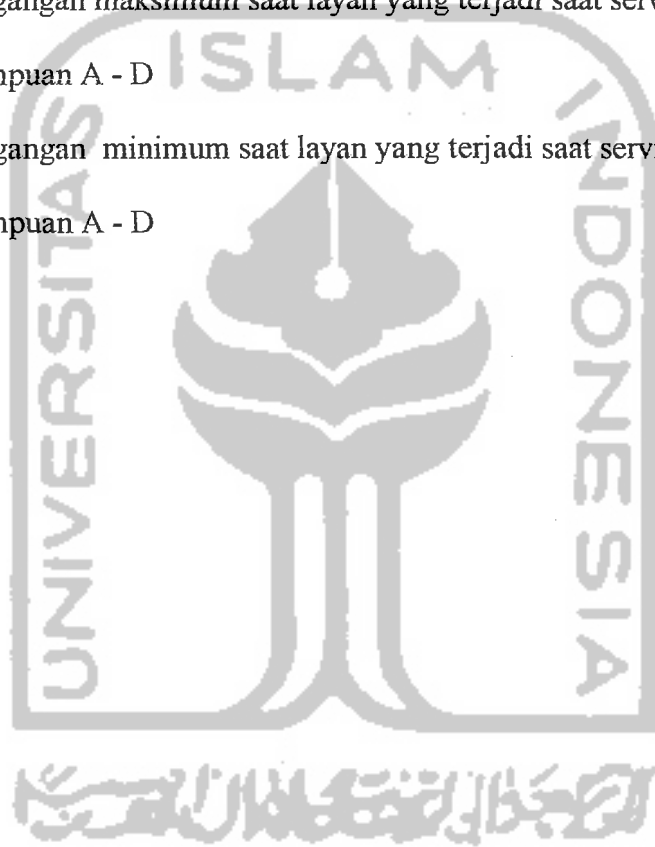 gangan maksimum saat layan yang terjadi saat serv
npuan A - D
gangan minimum saat layan yang terjadi saat servi
npuan A - D
ISLAM
UNIVERSITAS
INDONESIA